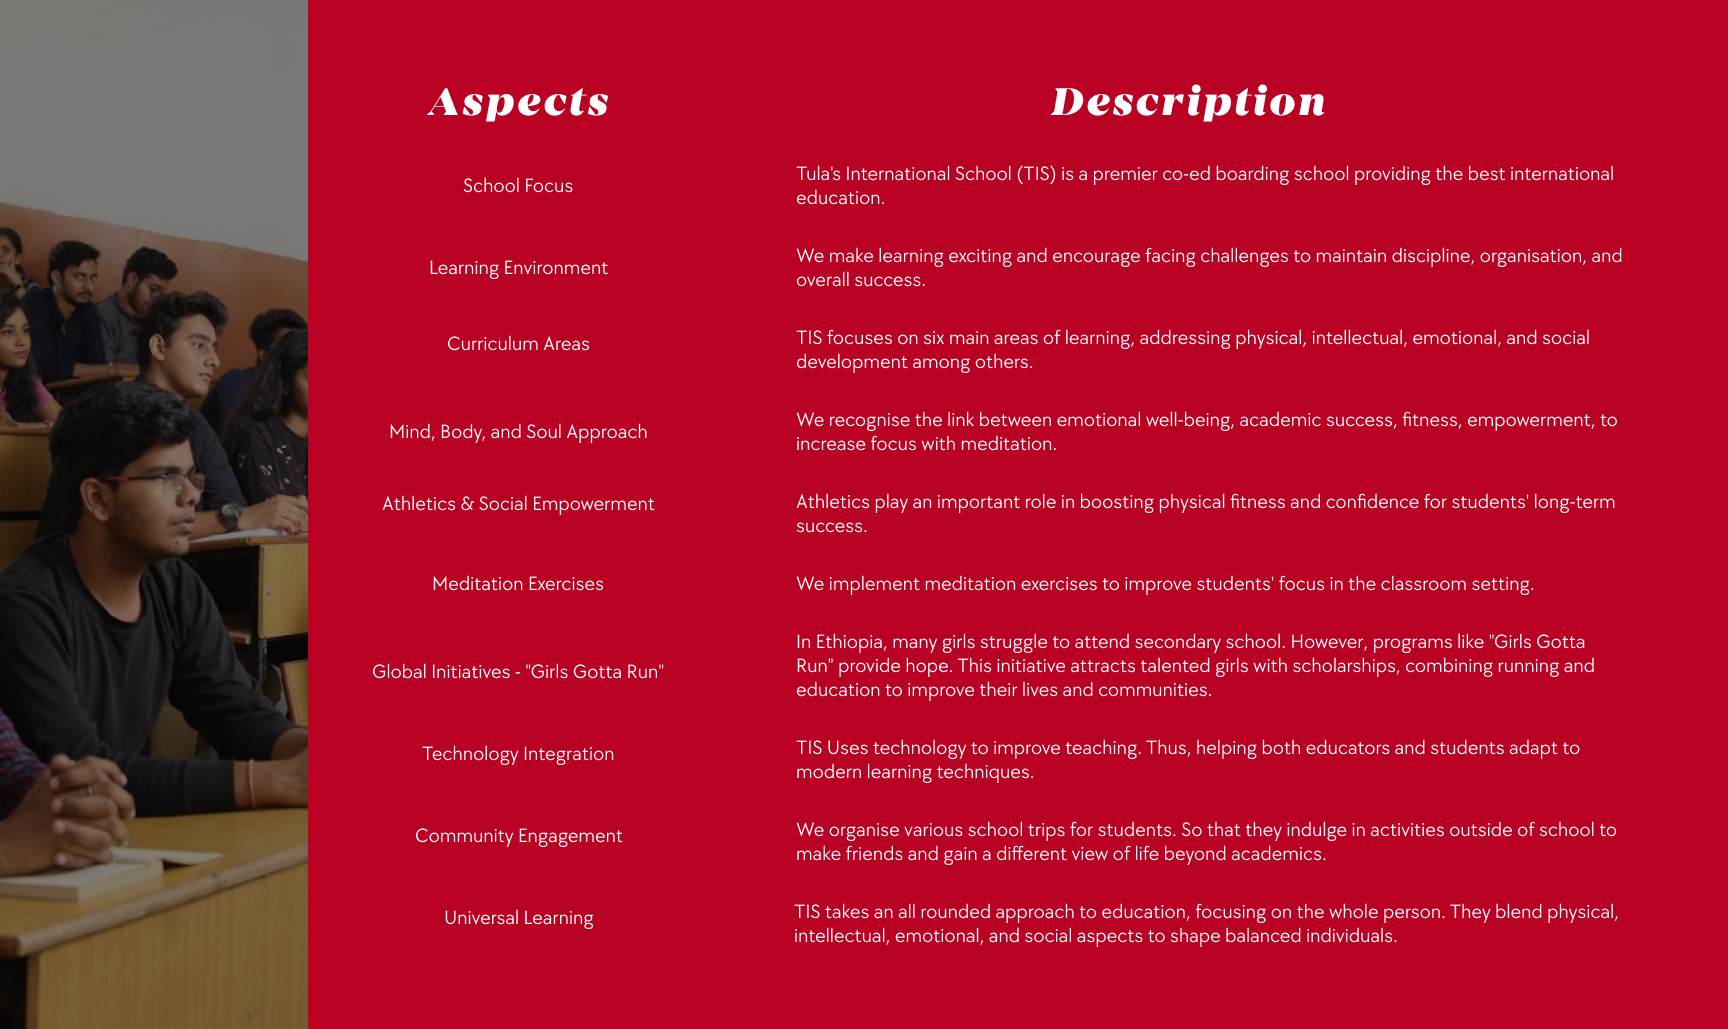 Aspects
Description
School Focus
Tula's International School (TIS) is a premier co-ed boarding school providing the best international
education.
Learning Environment
We make learning exciting and encourage facing challenges to maintain discipline, organisation, and
overall success.
Curriculum Areas
TIS focuses on six main areas of learning, addressing physical, intellectual, emotional, and social
development among others.
Mind, Body, and Soul Approach
We recognise the link between emotional well-being, academic success, fitness, empowerment, to
increase focus with meditation.
Athletics & Social Empowerment
Athletics play an important role in boosting physical fitness and confidence for students' long-term
success.
Meditation Exercises
We implement meditation exercises to improve students' focus in the classroom setting.
Global Initiatives - "Girls Gotta Run"
In Ethiopia, many girls struggle to attend secondary school. However, programs like "Girls Gotta
Run" provide hope. This initiative attracts talented girls with scholarships, combining running and
education to improve their lives and communities.
Technology Integration
TIS Uses technology to improve teaching. Thus, helping both educators and students adapt to
modern learning techniques.
Community Engagement
We organise various school trips for students. So that they indulge in activities outside of school to
make friends and gain a different view of life beyond academics.
Universal Learning
TIS takes an all rounded approach to education, focusing on the whole person. They blend physical,
intellectual, emotional, and social aspects to shape balanced individuals.